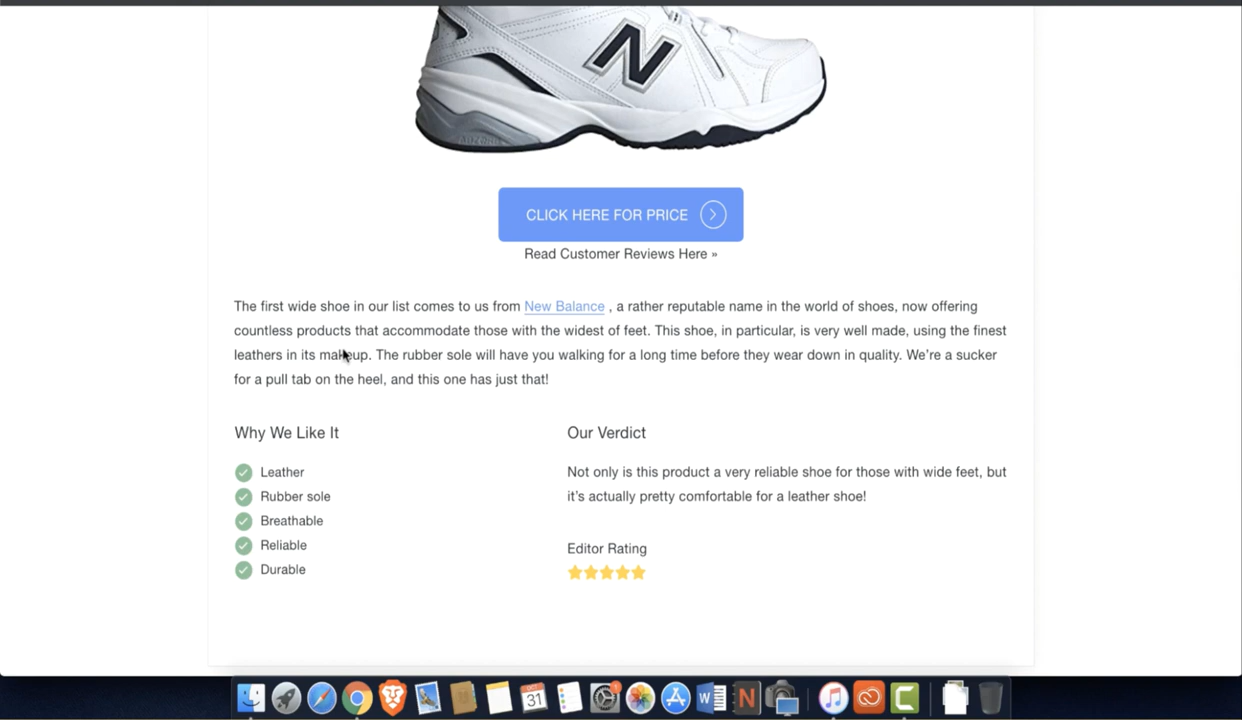 N
CLICK HERE FOR PRICE
Read Customer Reviews Here »
The first wide shoe in our list comes to us from New Balance , a rather reputable name in the world of shoes, now offering
countless products that accommodate those with the widest of feet. This shoe, in particular, is very well made, using the finest
leathers in its makeup. The rubber sole will have you walking for a long time before they wear down in quality. We’re a sucker
for a pull tab on the heel, and this one has just that!
Why We Like It
Leather
Rubber sole
Breathable
Reliable
Durable
Our Verdict
Not only is this product a very reliable shoe for those with wide feet, but
it’s actually pretty comfortable for a leather shoe!
Editor Rating
OCT
31
W
N